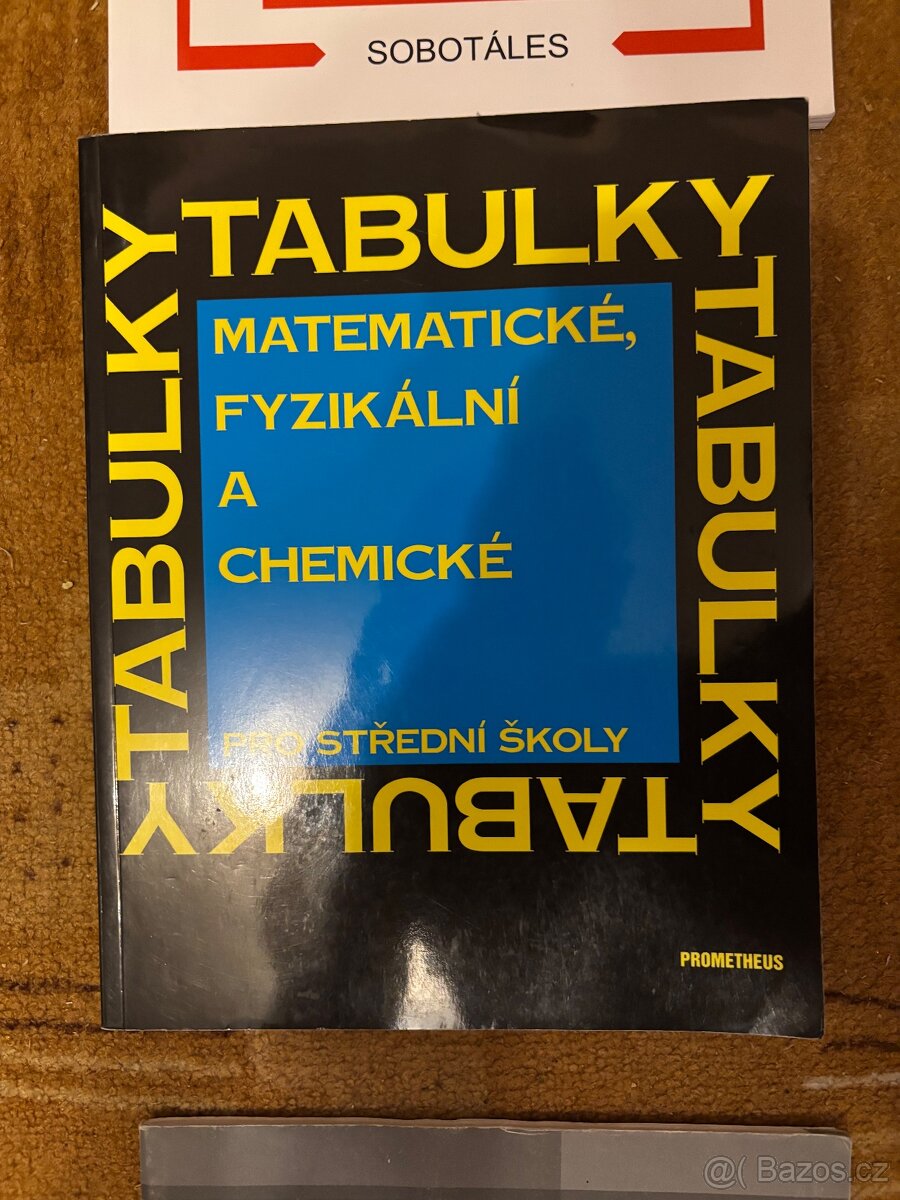 SOBOTÁLES
TABULKY
TABULKY
TABULKY
TABULKY
MATEMATICKÉ,
FYZIKÁLNÍ
A
CHEMICKÉ
PRO STŘEDNÍ ŠKOLY
PROMETHEUS
@( Bazos.cz